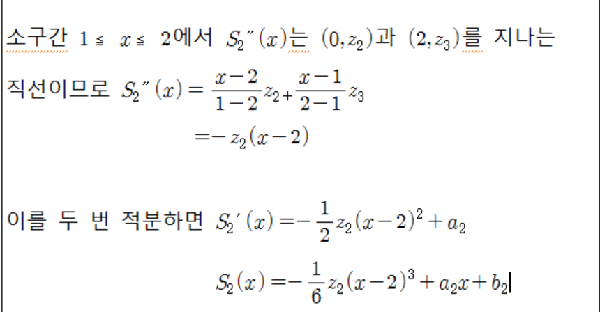 소구간 1 ≤ x ≤ 2에서 S₂″(x)는 (0,z₂)과 (2,z₃)를 지나는
직선이므로 S₂″(x) = (x−2)/(1−2) z₂ + (x−1)/(2−1) z₃
=− z₂(x−2)
이를 두 번 적분하면 S₂′(x) =− 1/2 z₂(x−2)² + a₂
S₂(x) =− 1/6 z₂(x−2)³ + a₂x + b₂